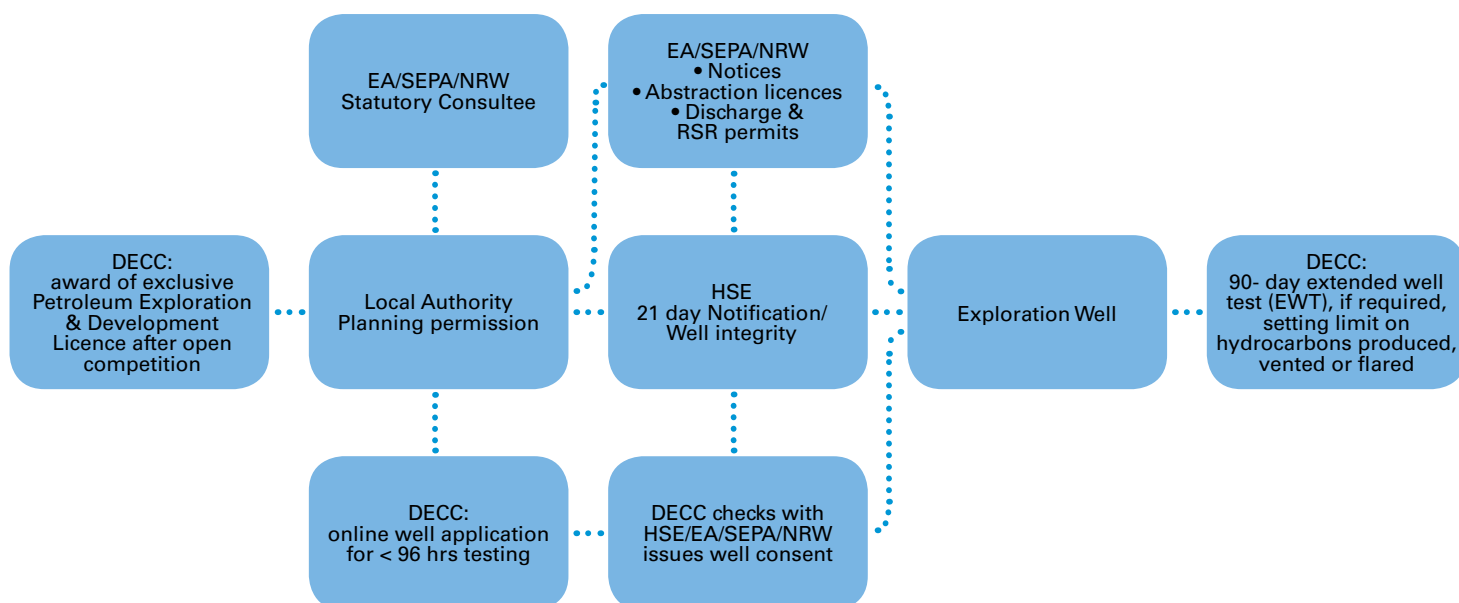 EA/SEPA/NRW
Statutory Consultee
EA/SEPA/NRW
• Notices
• Abstraction licences
• Discharge &
RSR permits
DECC:
award of exclusive
Petroleum Exploration
& Development
Licence after open
competition
Local Authority
Planning permission
HSE
21 day Notification/
Well integrity
Exploration Well
DECC:
90- day extended well
test (EWT), if required,
setting limit on
hydrocarbons produced,
vented or flared
DECC:
online well application
for < 96 hrs testing
DECC checks with
HSE/EA/SEPA/NRW
issues well consent